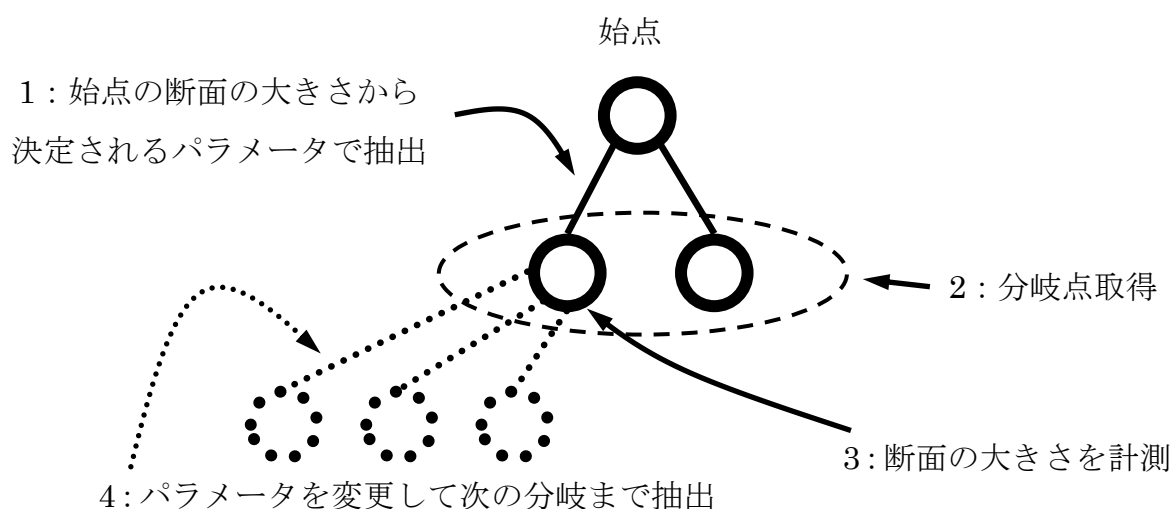 始点
1 : 始点の断面の大きさから
決定されるパラメータで抽出
2 : 分岐点取得
3 : 断面の大きさを計測
4 : パラメータを変更して次の分岐まで抽出